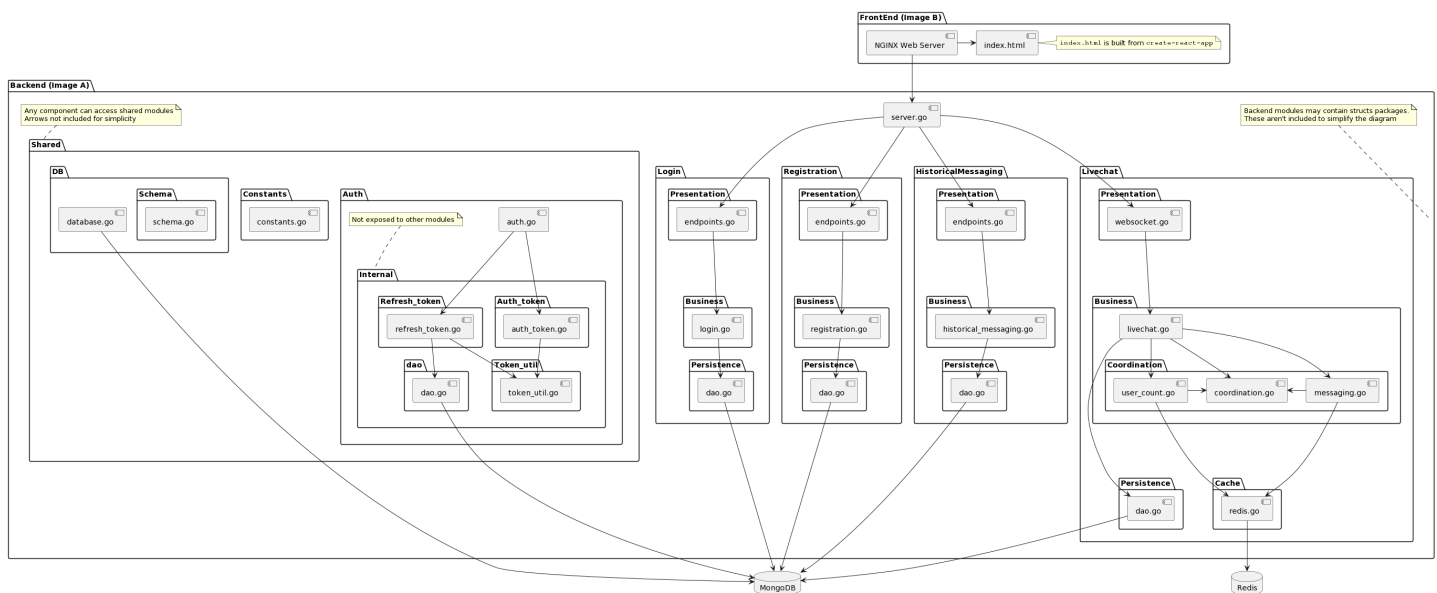 FrontEnd (Image B)
NGINX Web Server
index.html
index.html is built from create-react-app
Backend (Image A)
Any component can access shared modules
Arrows not included for simplicity
server.go
Backend modules may contain structs packages.
These aren't included to simplify the diagram
Shared
DB
Schema
database.go
schema.go
Constants
constants.go
Auth
Not exposed to other modules
auth.go
Internal
Refresh_token
Auth_token
refresh_token.go
auth_token.go
dao
Token_util
dao.go
token_util.go
Login
Presentation
endpoints.go
Business
login.go
Persistence
dao.go
Registration
Presentation
endpoints.go
Business
registration.go
Persistence
dao.go
HistoricalMessaging
Presentation
endpoints.go
Business
historical_messaging.go
Persistence
dao.go
Livechat
Presentation
websocket.go
Business
livechat.go
Coordination
user_count.go
coordination.go
messaging.go
Persistence
dao.go
Cache
redis.go
MongoDB
Redis